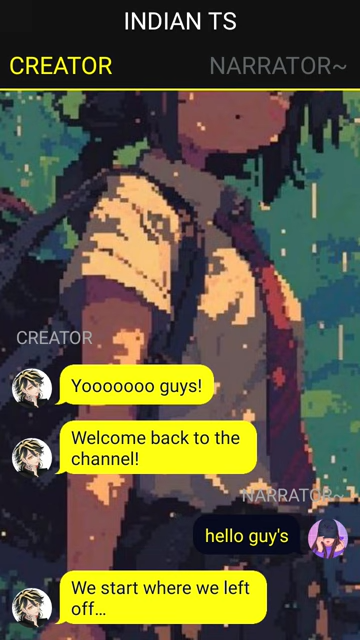 INDIAN TS
CREATOR
NARRATOR~
CREATOR
Yooooooo guys!
Welcome back to the
channel!
NARRATOR~
hello guy's
We start where we left
off...